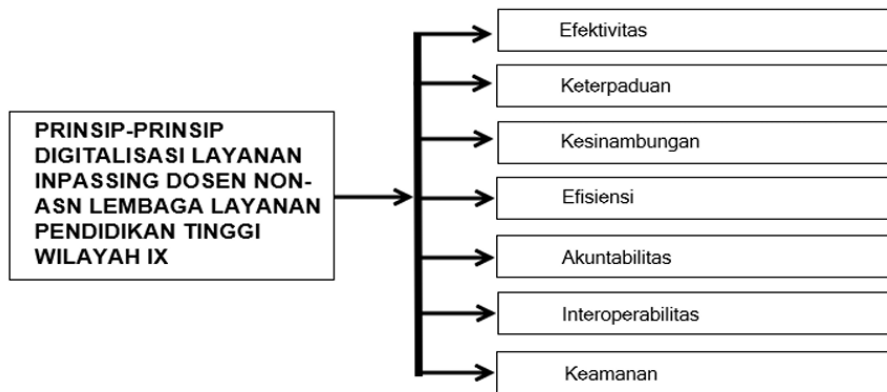 PRINSIP-PRINSIP
DIGITALISASI LAYANAN
INPASSING DOSEN NON-
ASN LEMBAGA LAYANAN
PENDIDIKAN TINGGI
WILAYAH IX
Efektivitas
Keterpaduan
Kesinambungan
Efisiensi
Akuntabilitas
Interoperabilitas
Keamanan